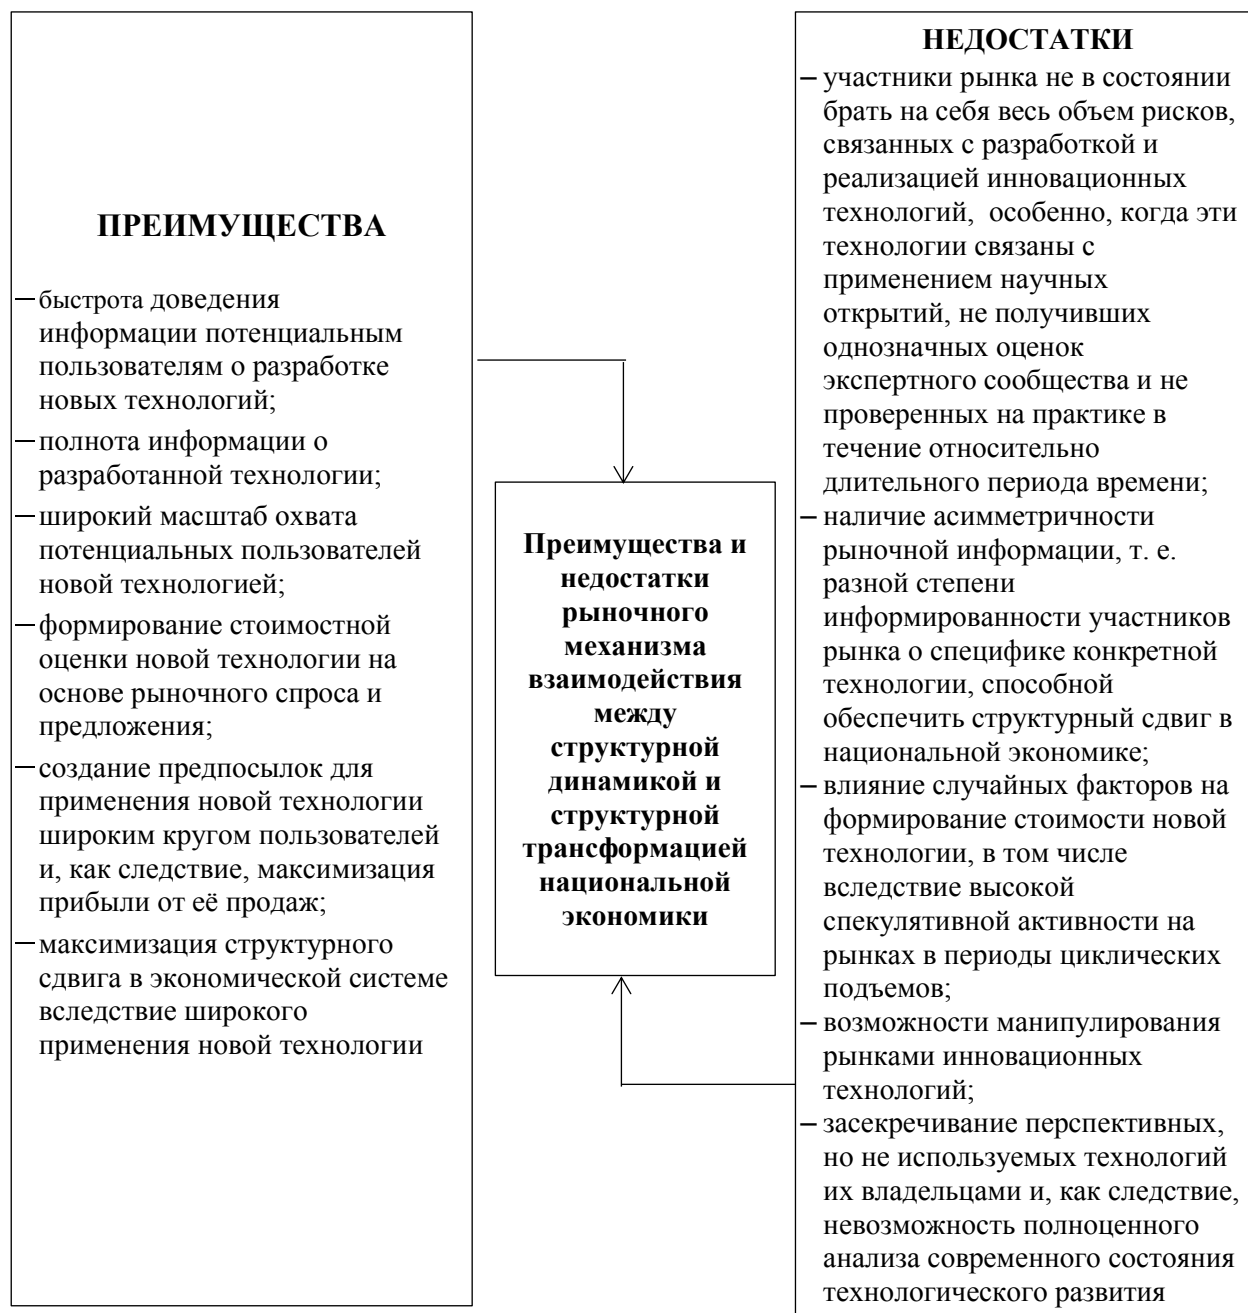 ПРЕИМУЩЕСТВА
— быстрота доведения
информации потенциальным
пользователям о разработке
новых технологий;
— полнота информации о
разработанной технологии;
— широкий масштаб охвата
потенциальных пользователей
новой технологией;
— формирование стоимостной
оценки новой технологии на
основе рыночного спроса и
предложения;
— создание предпосылок для
применения новой технологии
широким кругом пользователей
и, как следствие, максимизация
прибыли от её продаж;
— максимизация структурного
сдвига в экономической системе
вследствие широкого
применения новой технологии
Преимущества и
недостатки
рыночного
механизма
взаимодействия
между
структурной
динамикой и
структурной
трансформацией
национальной
экономики
НЕДОСТАТКИ
– участники рынка не в состоянии
брать на себя весь объем рисков,
связанных с разработкой и
реализацией инновационных
технологий, особенно, когда эти
технологии связаны с
применением научных
открытий, не получивших
однозначных оценок
экспертного сообщества и не
проверенных на практике в
течение относительно
длительного периода времени;
– наличие асимметричности
рыночной информации, т. е.
разной степени
информированности участников
рынка о специфике конкретной
технологии, способной
обеспечить структурный сдвиг в
национальной экономике;
– влияние случайных факторов на
формирование стоимости новой
технологии, в том числе
вследствие высокой
спекулятивной активности на
рынках в периоды циклических
подъемов;
– возможности манипулирования
рынками инновационных
технологий;
– засекречивание перспективных,
но не используемых технологий
их владельцами и, как следствие,
невозможность полноценного
анализа современного состояния
технологического развития